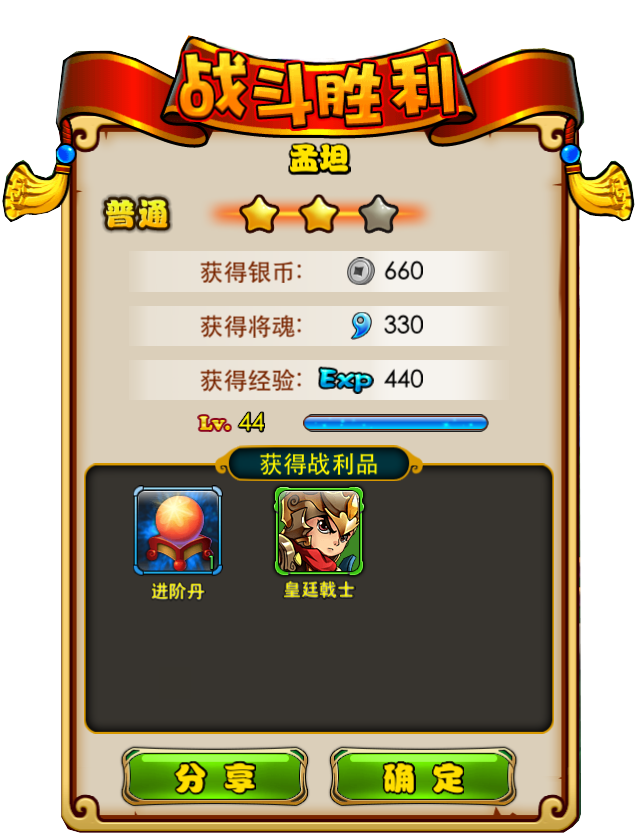 战斗胜利
孟坦
普通
获得银币: 660
获得将魂: 330
获得经验: Exp 440
Lv. 44
获得战利品
1
进阶丹 皇廷戟士
分享 确定